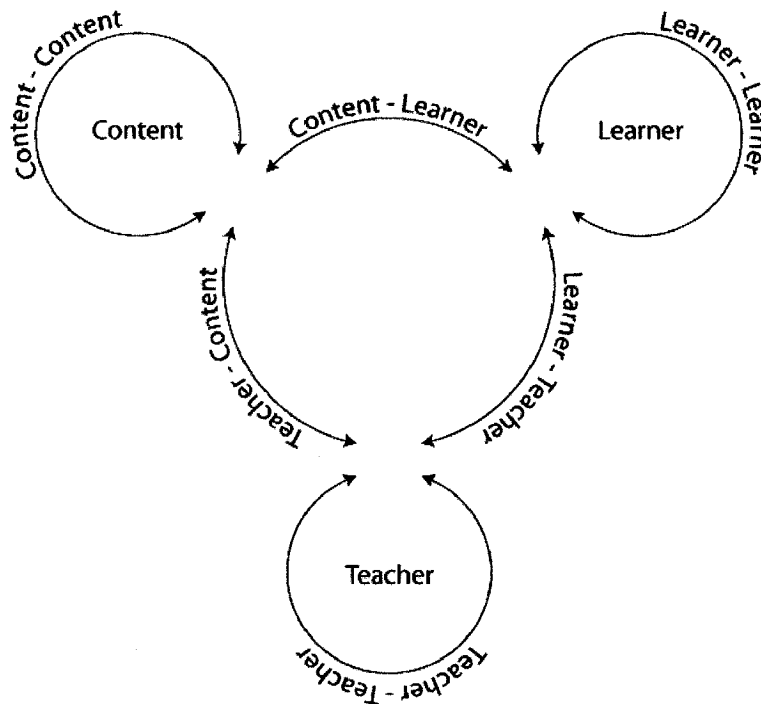 Content - Content
Content
Content - Learner
Learner - Learner
Learner
Teacher - Content
Learner - Teacher
Teacher
Teacher - Teacher